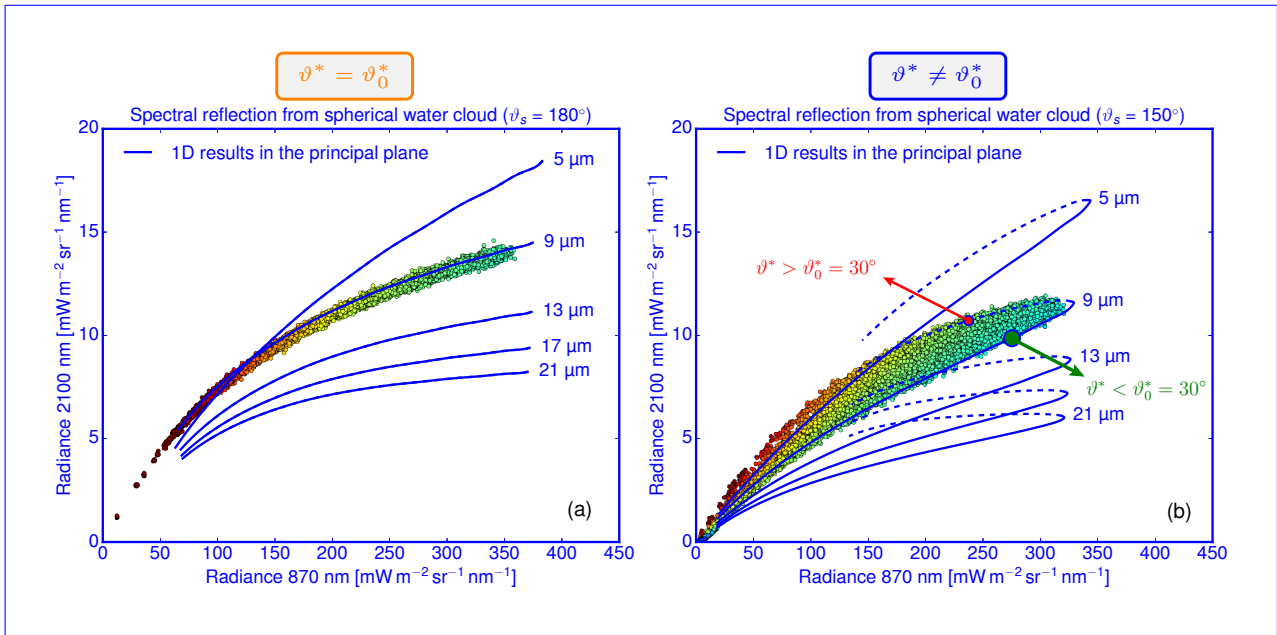 ϑ* = ϑ₀*
Spectral reflection from spherical water cloud (ϑₛ = 180°)
1D results in the principal plane
5 µm
9 µm
13 µm
17 µm
21 µm
(a)
20
15
10
5
0
0 50 100 150 200 250 300 350 400 450
Radiance 2100 nm [mW m⁻² sr⁻¹ nm⁻¹]
Radiance 870 nm [mW m⁻² sr⁻¹ nm⁻¹]
ϑ* ≠ ϑ₀*
Spectral reflection from spherical water cloud (ϑₛ = 150°)
1D results in the principal plane
5 µm
ϑ* > ϑ₀* = 30°
9 µm
13 µm
ϑ* < ϑ₀* = 30°
21 µm
(b)
20
15
10
5
0
0 50 100 150 200 250 300 350 400 450
Radiance 2100 nm [mW m⁻² sr⁻¹ nm⁻¹]
Radiance 870 nm [mW m⁻² sr⁻¹ nm⁻¹]